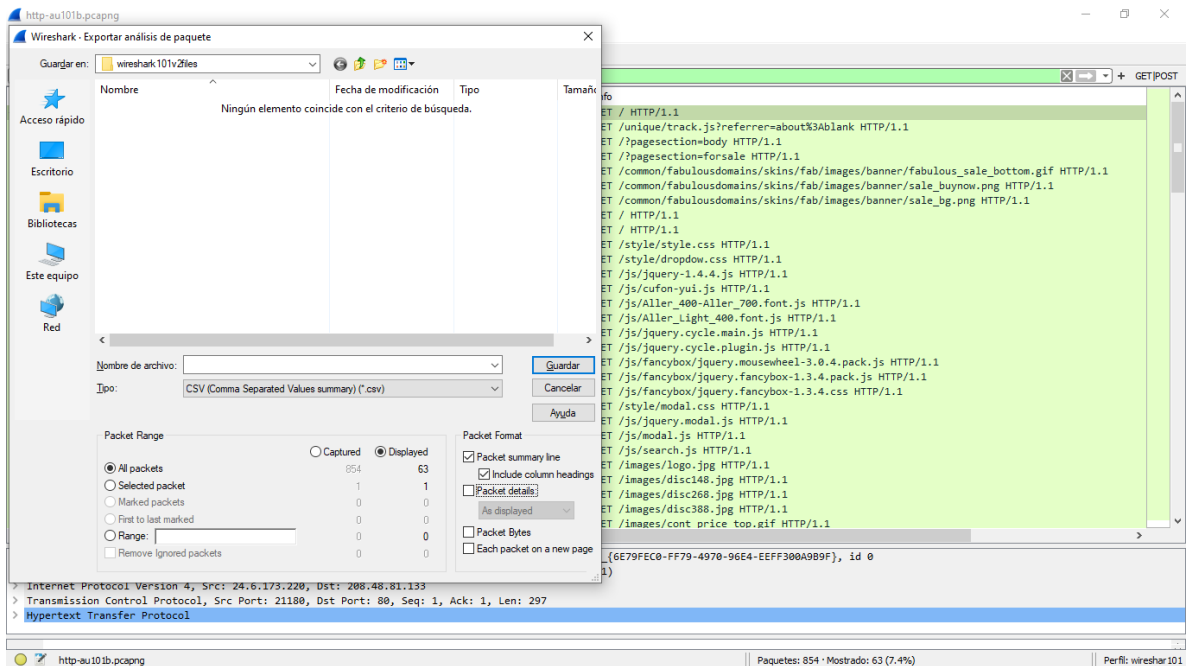 http-au101b.pcapng
Wireshark · Exportar análisis de paquete
Guardar en:
wireshark101v2files
GET|POST
Nombre
Fecha de modificación
Tipo
Tamaño
Ningún elemento coincide con el criterio de búsqueda.
Acceso rápido
Escritorio
Bibliotecas
Este equipo
Red
Nombre de archivo:
Guardar
Tipo:
CSV (Comma Separated Values summary) (*.csv)
Cancelar
Ayuda
Packet Range
Captured
Displayed
All packets
854
63
Selected packet
1
1
Marked packets
0
0
First to last marked
0
0
Range:
0
0
Remove Ignored packets
0
0
Packet Format
Packet summary line
Include column headings
Packet details:
As displayed
Packet Bytes
Each packet on a new page
nfo
ET / HTTP/1.1
ET /unique/track.js?referrer=about%3Ablank HTTP/1.1
ET /?pagesection=body HTTP/1.1
ET /?pagesection=forsale HTTP/1.1
ET /common/fabulousdomains/skins/fab/images/banner/fabulous_sale_bottom.gif HTTP/1.1
ET /common/fabulousdomains/skins/fab/images/banner/sale_buynow.png HTTP/1.1
ET /common/fabulousdomains/skins/fab/images/banner/sale_bg.png HTTP/1.1
ET / HTTP/1.1
ET / HTTP/1.1
ET /style/style.css HTTP/1.1
ET /style/dropdow.css HTTP/1.1
ET /js/jquery-1.4.4.js HTTP/1.1
ET /js/cufon-yui.js HTTP/1.1
ET /js/Aller_400-Aller_700.font.js HTTP/1.1
ET /js/Aller_Light_400.font.js HTTP/1.1
ET /js/jquery.cycle.main.js HTTP/1.1
ET /js/jquery.cycle.plugin.js HTTP/1.1
ET /js/fancybox/jquery.mousewheel-3.0.4.pack.js HTTP/1.1
ET /js/fancybox/jquery.fancybox-1.3.4.pack.js HTTP/1.1
ET /js/fancybox/jquery.fancybox-1.3.4.css HTTP/1.1
ET /style/modal.css HTTP/1.1
ET /js/jquery.modal.js HTTP/1.1
ET /js/modal.js HTTP/1.1
ET /js/search.js HTTP/1.1
ET /images/logo.jpg HTTP/1.1
ET /images/disc148.jpg HTTP/1.1
ET /images/disc268.jpg HTTP/1.1
ET /images/disc388.jpg HTTP/1.1
ET /images/cont_price_top.gif HTTP/1.1
_{6E79FEC0-FF79-4970-96E4-EEFF300A9B9F}, id 0
1)
Internet Protocol Version 4, Src: 24.6.173.220, Dst: 208.48.81.133
Transmission Control Protocol, Src Port: 21180, Dst Port: 80, Seq: 1, Ack: 1, Len: 297
Hypertext Transfer Protocol
http-au101b.pcapng
Paquetes: 854 · Mostrado: 63 (7.4%)
Perfil: wireshar101